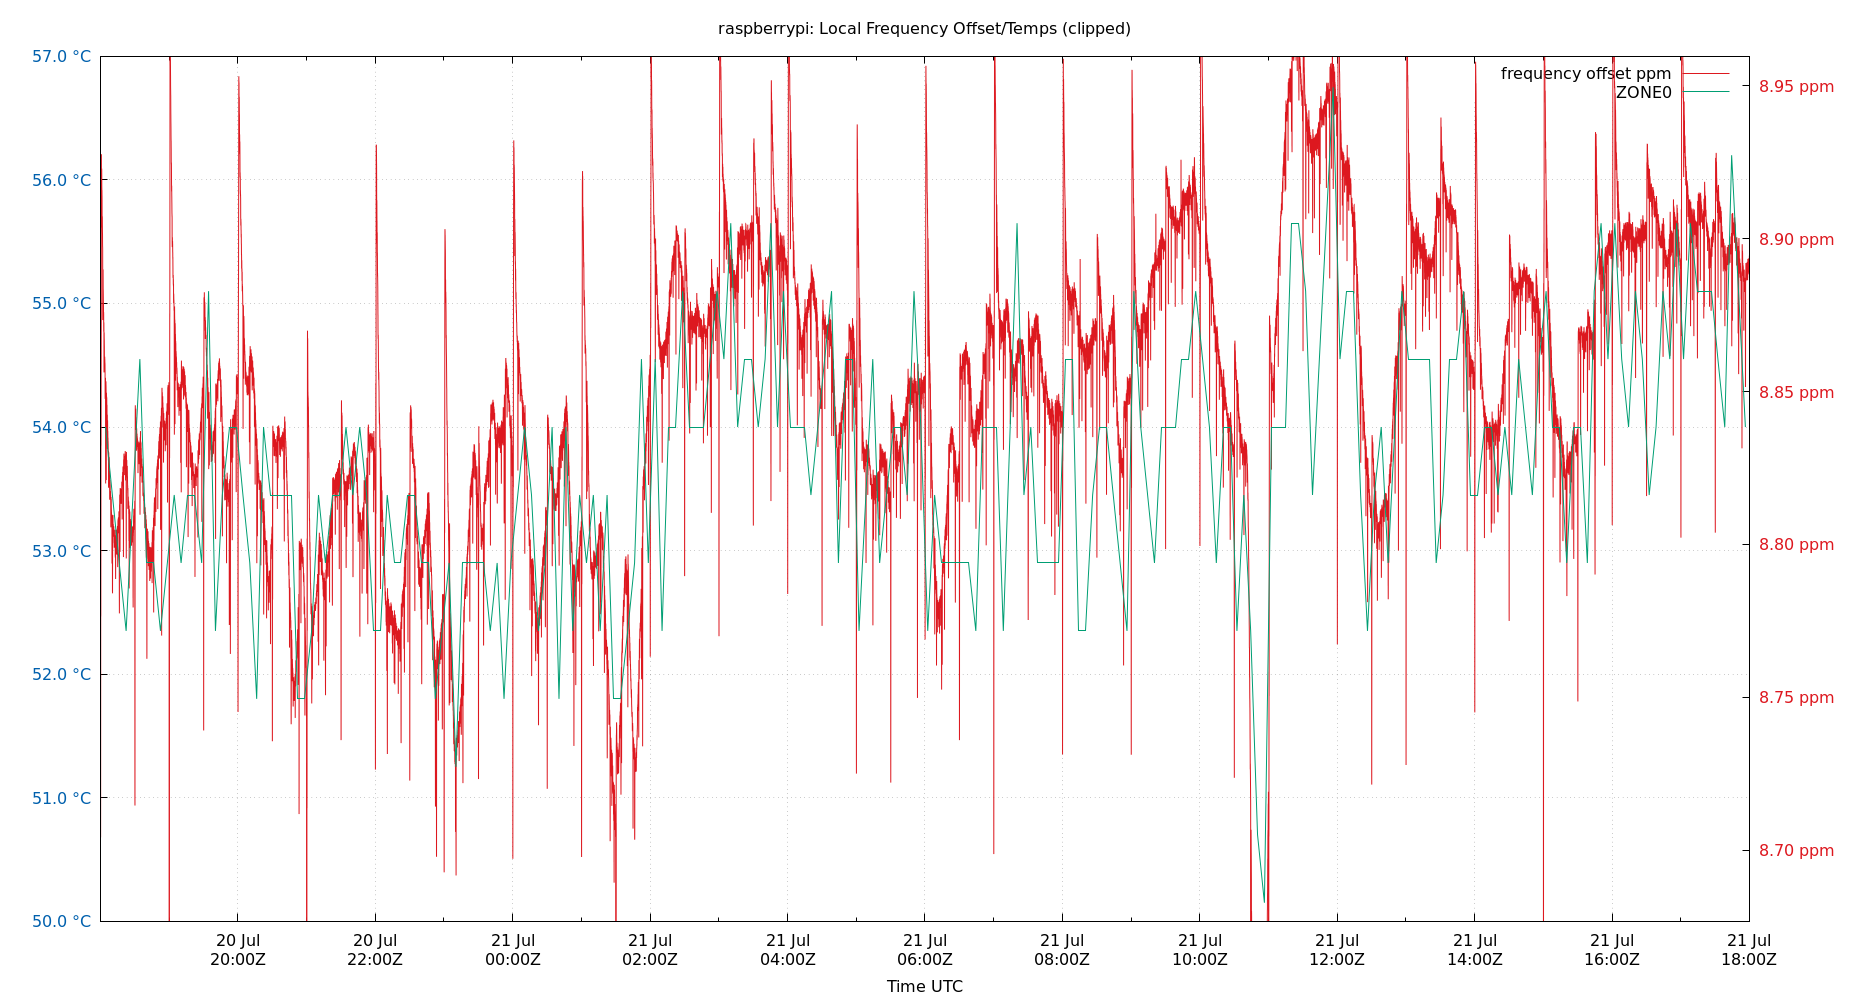 raspberrypi: Local Frequency Offset/Temps (clipped)
57.0 °C
56.0 °C
55.0 °C
54.0 °C
53.0 °C
52.0 °C
51.0 °C
50.0 °C
frequency offset ppm
ZONE0
8.95 ppm
8.90 ppm
8.85 ppm
8.80 ppm
8.75 ppm
8.70 ppm
20 Jul 20 Jul 21 Jul 21 Jul 21 Jul 21 Jul 21 Jul 21 Jul 21 Jul 21 Jul 21 Jul 21 Jul
20:00Z 22:00Z 00:00Z 02:00Z 04:00Z 06:00Z 08:00Z 10:00Z 12:00Z 14:00Z 16:00Z 18:00Z
Time UTC